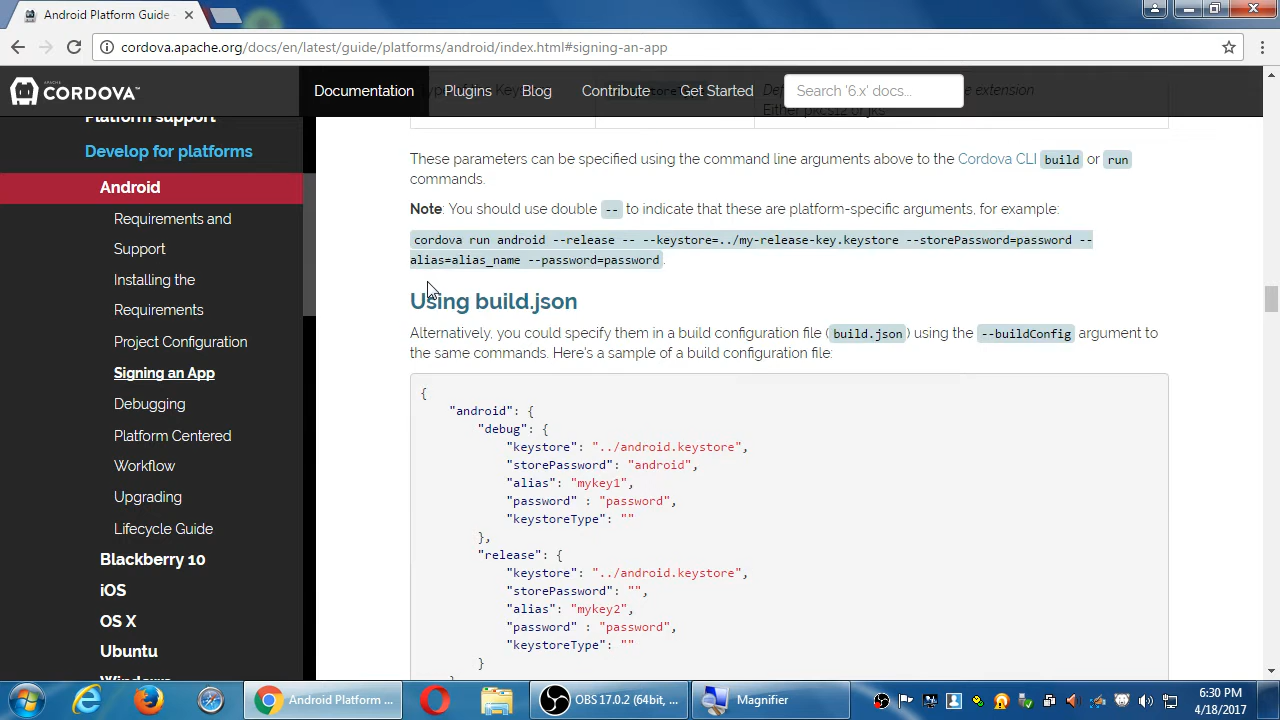 Android Platform Guide -
cordova.apache.org/docs/en/latest/guide/platforms/android/index.html#signing-an-app
APACHE
CORDOVA™
Documentation
Plugins
Blog
Contribute
Get Started
Search '6.x' docs...
Platform support
Develop for platforms
Android
Requirements and
Support
Installing the
Requirements
Project Configuration
Signing an App
Debugging
Platform Centered
Workflow
Upgrading
Lifecycle Guide
Blackberry 10
iOS
OS X
Ubuntu
Windows
extension
Either pkcs12 or jks
These parameters can be specified using the command line arguments above to the Cordova CLI build or run
commands.
Note: You should use double -- to indicate that these are platform-specific arguments, for example:
cordova run android --release -- --keystore=../my-release-key.keystore --storePassword=password --
alias=alias_name --password=password.
Using build.json
Alternatively, you could specify them in a build configuration file (build.json) using the --buildConfig argument to
the same commands. Here's a sample of a build configuration file:
{
"android": {
"debug": {
"keystore": "../android.keystore",
"storePassword": "android",
"alias": "mykey1",
"password" : "password",
"keystoreType": ""
},
"release": {
"keystore": "../android.keystore",
"storePassword": "",
"alias": "mykey2",
"password" : "password",
"keystoreType": ""
}
Android Platform ...
OBS 17.0.2 (64bit, ...
Magnifier
6:30 PM
4/18/2017